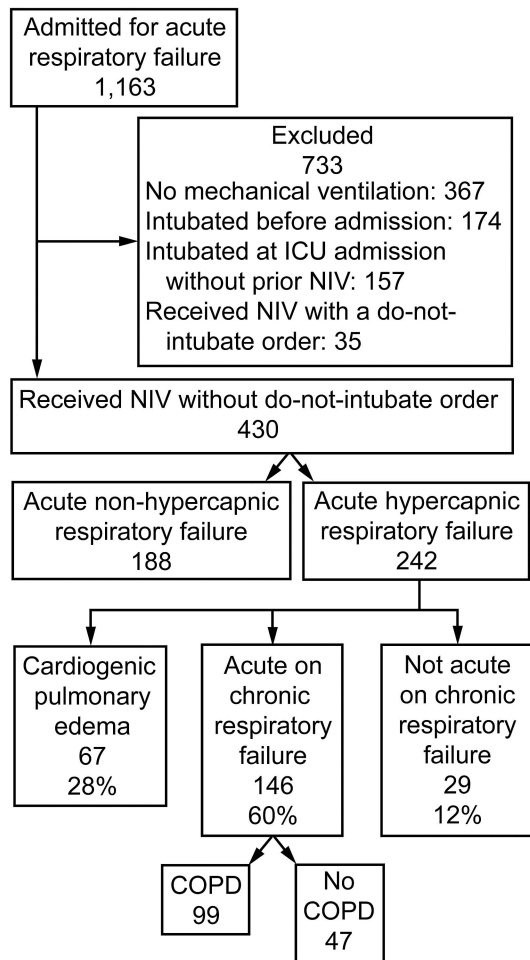 Admitted for acute
respiratory failure
1,163
Excluded
733
No mechanical ventilation: 367
Intubated before admission: 174
Intubated at ICU admission
without prior NIV: 157
Received NIV with a do-not-
intubate order: 35
Received NIV without do-not-intubate order
430
Acute non-hypercapnic
respiratory failure
188
Acute hypercapnic
respiratory failure
242
Cardiogenic
pulmonary
edema
67
28%
Acute on
chronic
respiratory
failure
146
60%
Not acute
on chronic
respiratory
failure
29
12%
COPD
99
No
COPD
47